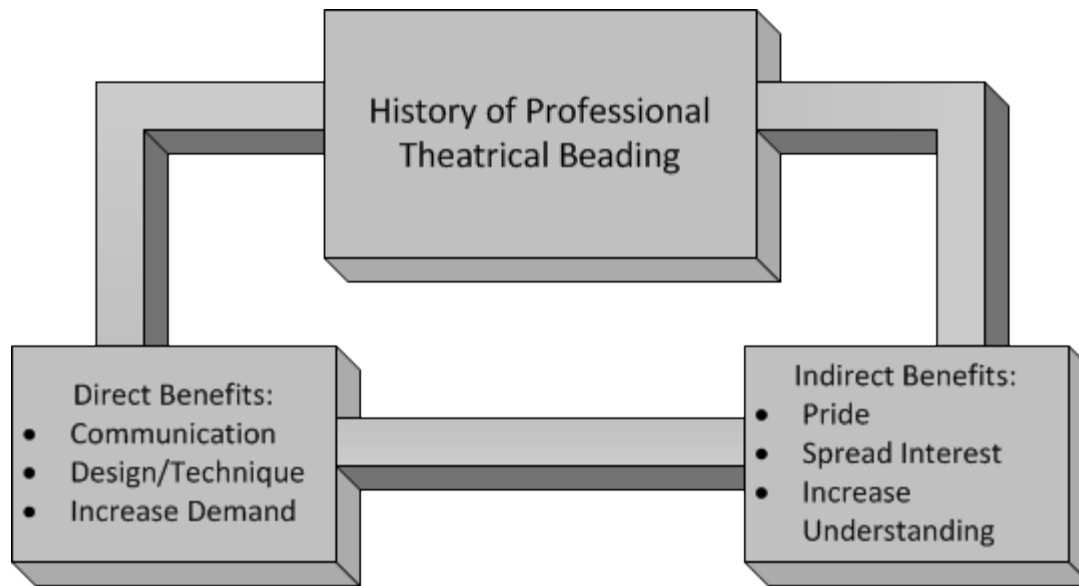 History of Professional
Theatrical Beading
Direct Benefits:
• Communication
• Design/Technique
• Increase Demand
Indirect Benefits:
• Pride
• Spread Interest
• Increase
Understanding